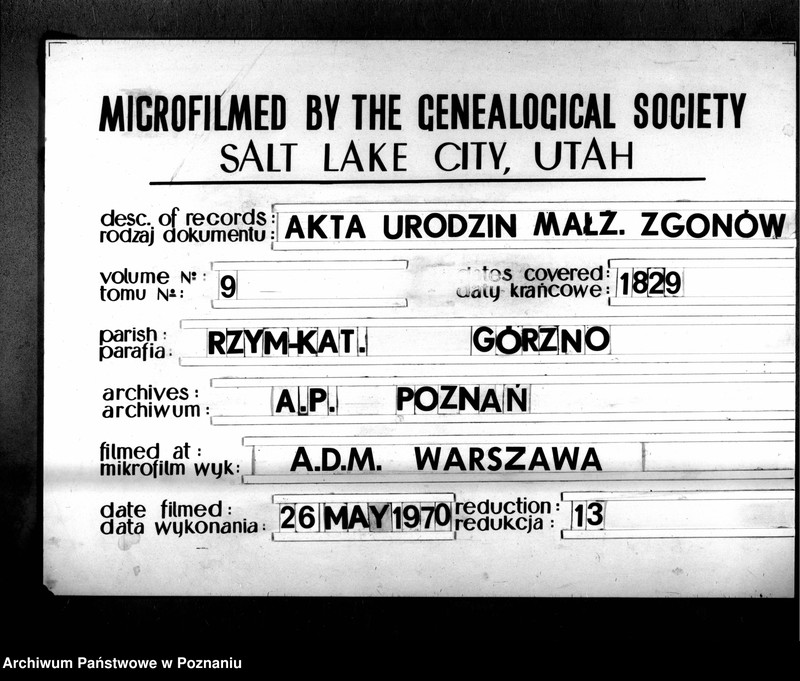 MICROFILMED BY THE GENEALOGICAL SOCIETY
SALT LAKE CITY, UTAH
desc. of records :
rodzaj dokumentu :
AKTA URODZIN MAŁŻ. ZGONÓW
volume № :
tomu № :
9
dates covered:
daty krańcowe:
1829
parish :
parafia :
RZYM-KAT. GÓRZNO
archives :
archiwum :
A.P. POZNAŃ
filmed at :
mikrofilm wyk:
A.D.M. WARSZAWA
date filmed :
data wykonania :
26 MAY 1970
reduction :
redukcja :
13
Archiwum Państwowe w Poznaniu